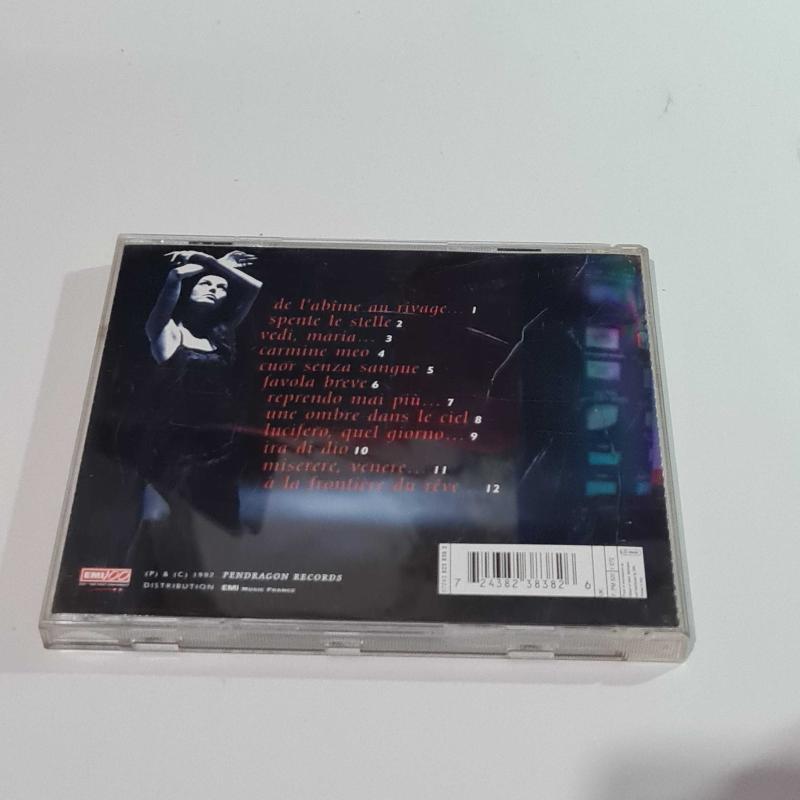 de l'abîme au rivage... 1
spente le stelle 2
vedi, maria... 3
carmine meo 4
cuor senza sangue 5
favola breve 6
reprendo mai più... 7
une ombre dans le ciel 8
lucifero, quel giorno... 9
ira di dio 10
miserere, venere... 11
a la frontière du rêve... 12
EMI 100
(P) & (C) 1992 PENDRAGON RECORDS
DISTRIBUTION EMI MUSIC FRANCE
7 24382 38382 6